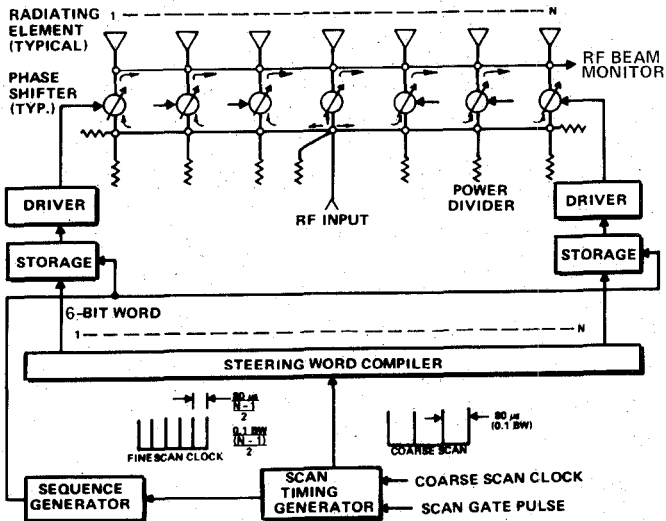 RADIATING
ELEMENT
(TYPICAL)
1
N
RF BEAM
MONITOR
PHASE
SHIFTER
(TYP.)
POWER
DIVIDER
RF INPUT
DRIVER
DRIVER
STORAGE
STORAGE
6-BIT WORD
1
N
STEERING WORD COMPILER
80 µs
N - 1
2
0.1 BW
(N - 1)
2
FINE SCAN CLOCK
80 µs
(0.1 BW)
COARSE SCAN
SEQUENCE
GENERATOR
SCAN
TIMING
GENERATOR
COARSE SCAN CLOCK
SCAN GATE PULSE